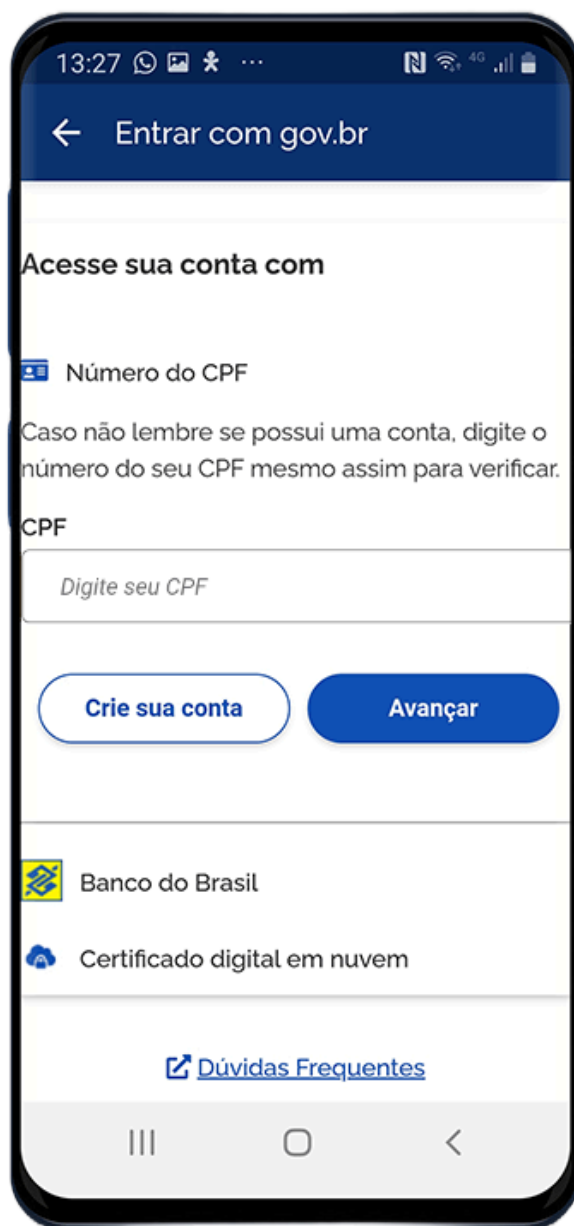 13:27 ... 4G
Entrar com gov.br
Acesse sua conta com
Número do CPF
Caso não lembre se possui uma conta, digite o
número do seu CPF mesmo assim para verificar.
CPF
Digite seu CPF
Crie sua conta Avançar
Banco do Brasil
Certificado digital em nuvem
Dúvidas Frequentes